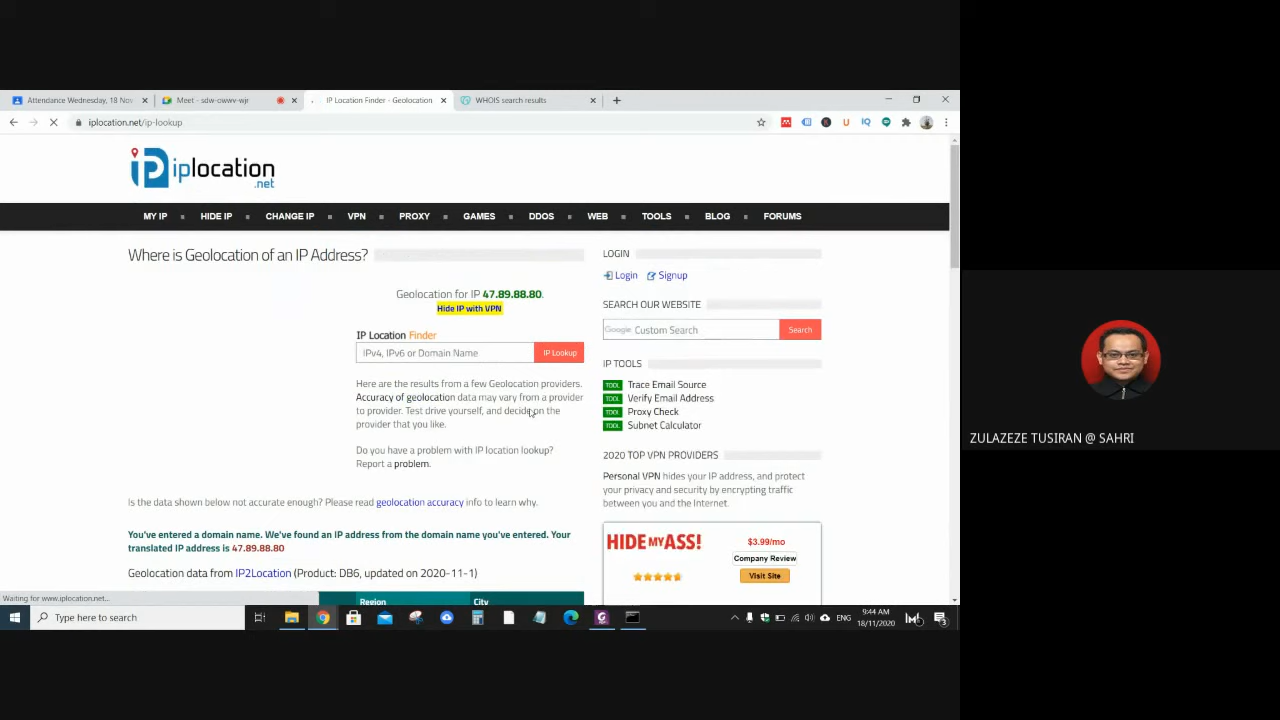 Attendance Wednesday, 18 Nov
Meet - sdw-owwv-wjr
IP Location Finder - Geolocation
WHOIS search results
iplocation.net/ip-lookup
iplocation
.net
MY IP
HIDE IP
CHANGE IP
VPN
PROXY
GAMES
DDOS
WEB
TOOLS
BLOG
FORUMS
Where is Geolocation of an IP Address?
Geolocation for IP 47.89.88.80.
Hide IP with VPN
IP Location Finder
IPv4, IPv6 or Domain Name
IP Lookup
Here are the results from a few Geolocation providers.
Accuracy of geolocation data may vary from a provider
to provider. Test drive yourself, and decide on the
provider that you like.
Do you have a problem with IP location lookup?
Report a problem.
Is the data shown below not accurate enough? Please read geolocation accuracy info to learn why.
You've entered a domain name. We've found an IP address from the domain name you've entered. Your
translated IP address is 47.89.88.80
Geolocation data from IP2Location (Product: DB6, updated on 2020-11-1)
Region
City
LOGIN
Login
Signup
SEARCH OUR WEBSITE
Google Custom Search
Search
IP TOOLS
TOOL Trace Email Source
TOOL Verify Email Address
TOOL Proxy Check
TOOL Subnet Calculator
2020 TOP VPN PROVIDERS
Personal VPN hides your IP address, and protect
your privacy and security by encrypting traffic
between you and the Internet.
HIDE MY ASS!
$3.99/mo
Company Review
Visit Site
Waiting for www.iplocation.net...
Type here to search
ENG
9:44 AM
18/11/2020
3
ZULAZEZE TUSIRAN @ SAHRI